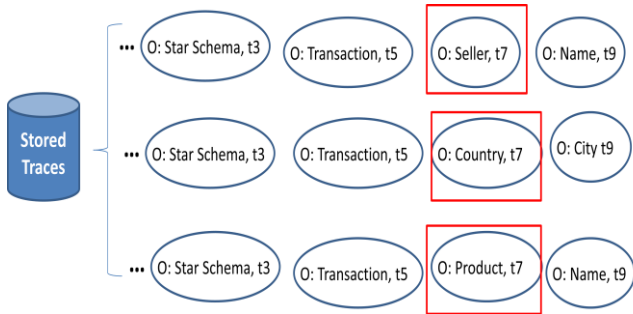 ... O: Star Schema, t3 O: Transaction, t5 O: Seller, t7 O: Name, t9
Stored
Traces
... O: Star Schema, t3 O: Transaction, t5 O: Country, t7 O: City t9
... O: Star Schema, t3 O: Transaction, t5 O: Product, t7 O: Name, t9